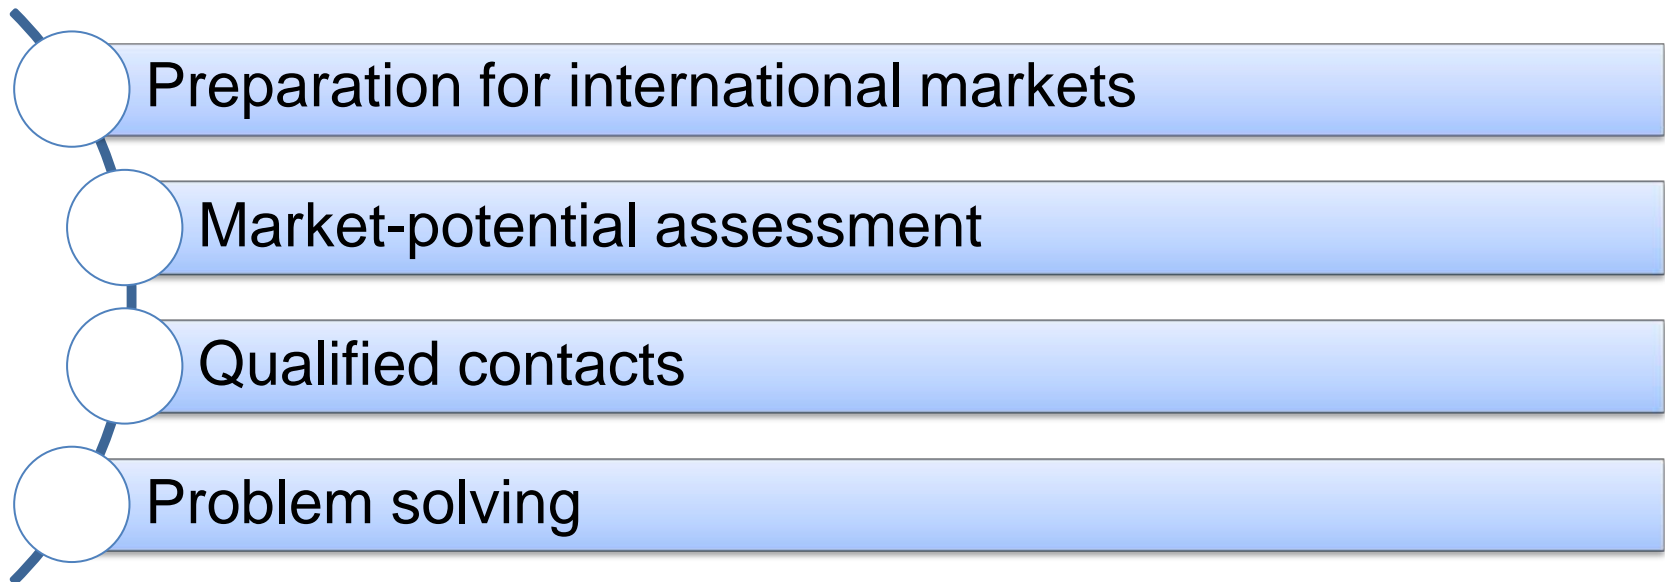 Preparation for international markets
Market-potential assessment
Qualified contacts
Problem solving